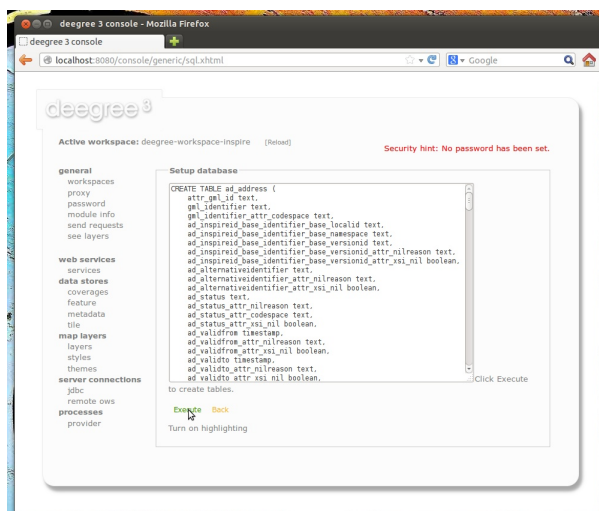 deegree 3 console - Mozilla Firefox
deegree 3 console
localhost:8080/console/generic/sql.xhtml
Google
deegree 3
Active workspace: deegree-workspace-inspire [Reload]
Security hint: No password has been set.
general
workspaces
proxy
password
module info
send requests
see layers
web services
services
data stores
coverages
feature
metadata
tile
map layers
layers
styles
themes
server connections
jdbc
remote ows
processes
provider
Setup database
CREATE TABLE ad_address (
attr_gml_id text,
gml_identifier text,
gml_identifier_attr_codespace text,
ad_inspireid_base_identifier_base_localid text,
ad_inspireid_base_identifier_base_namespace text,
ad_inspireid_base_identifier_base_versionid text,
ad_inspireid_base_identifier_base_versionid_attr_nilreason text,
ad_inspireid_base_identifier_base_versionid_attr_xsi_nil boolean,
ad_alternativeidentifier text,
ad_alternativeidentifier_attr_nilreason text,
ad_alternativeidentifier_attr_xsi_nil boolean,
ad_status text,
ad_status_attr_nilreason text,
ad_status_attr_codespace text,
ad_status_attr_xsi_nil boolean,
ad_validfrom timestamp,
ad_validfrom_attr_nilreason text,
ad_validfrom_attr_xsi_nil boolean,
ad_validto timestamp,
ad_validto_attr_nilreason text,
ad_validto_attr_xsi_nil boolean,
Click Execute
to create tables.
Execute Back
Turn on highlighting